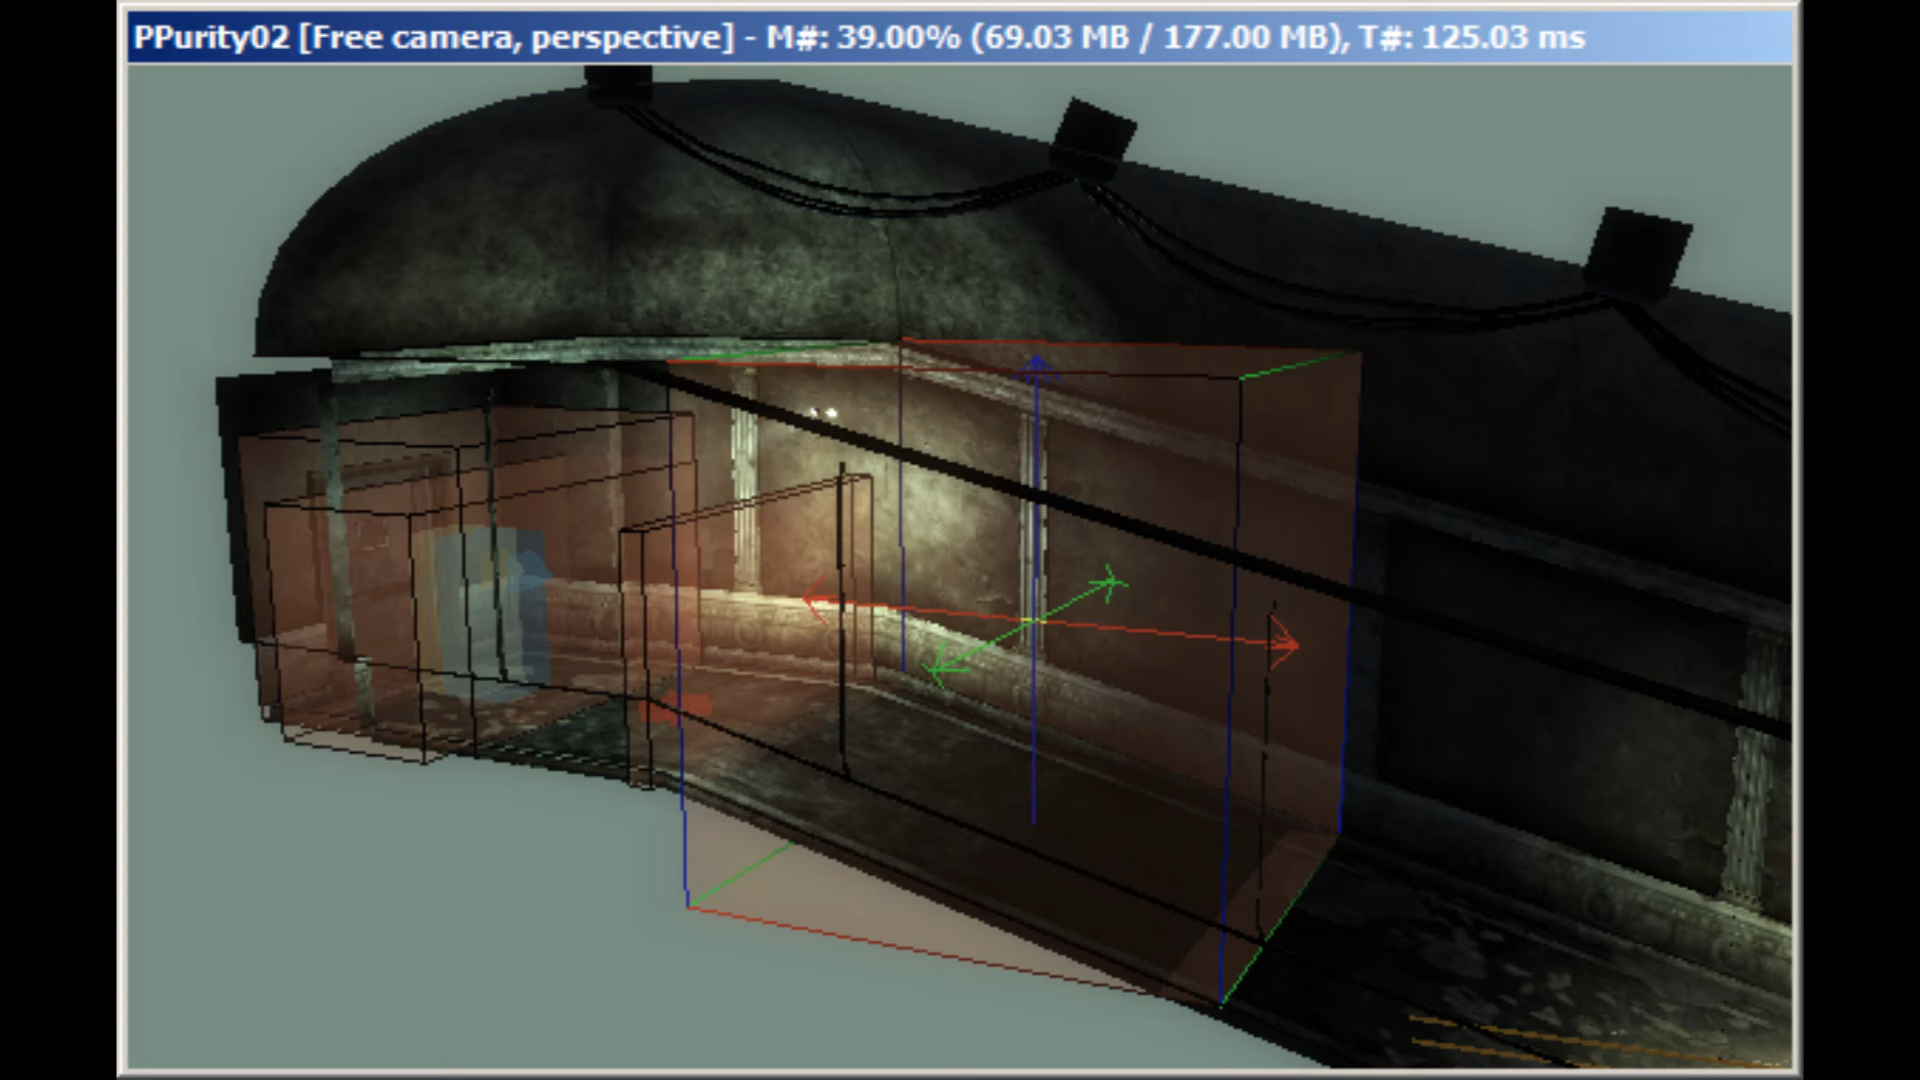 PPurity02 [Free camera, perspective] - M#: 39.00% (69.03 MB / 177.00 MB), T#: 125.03 ms